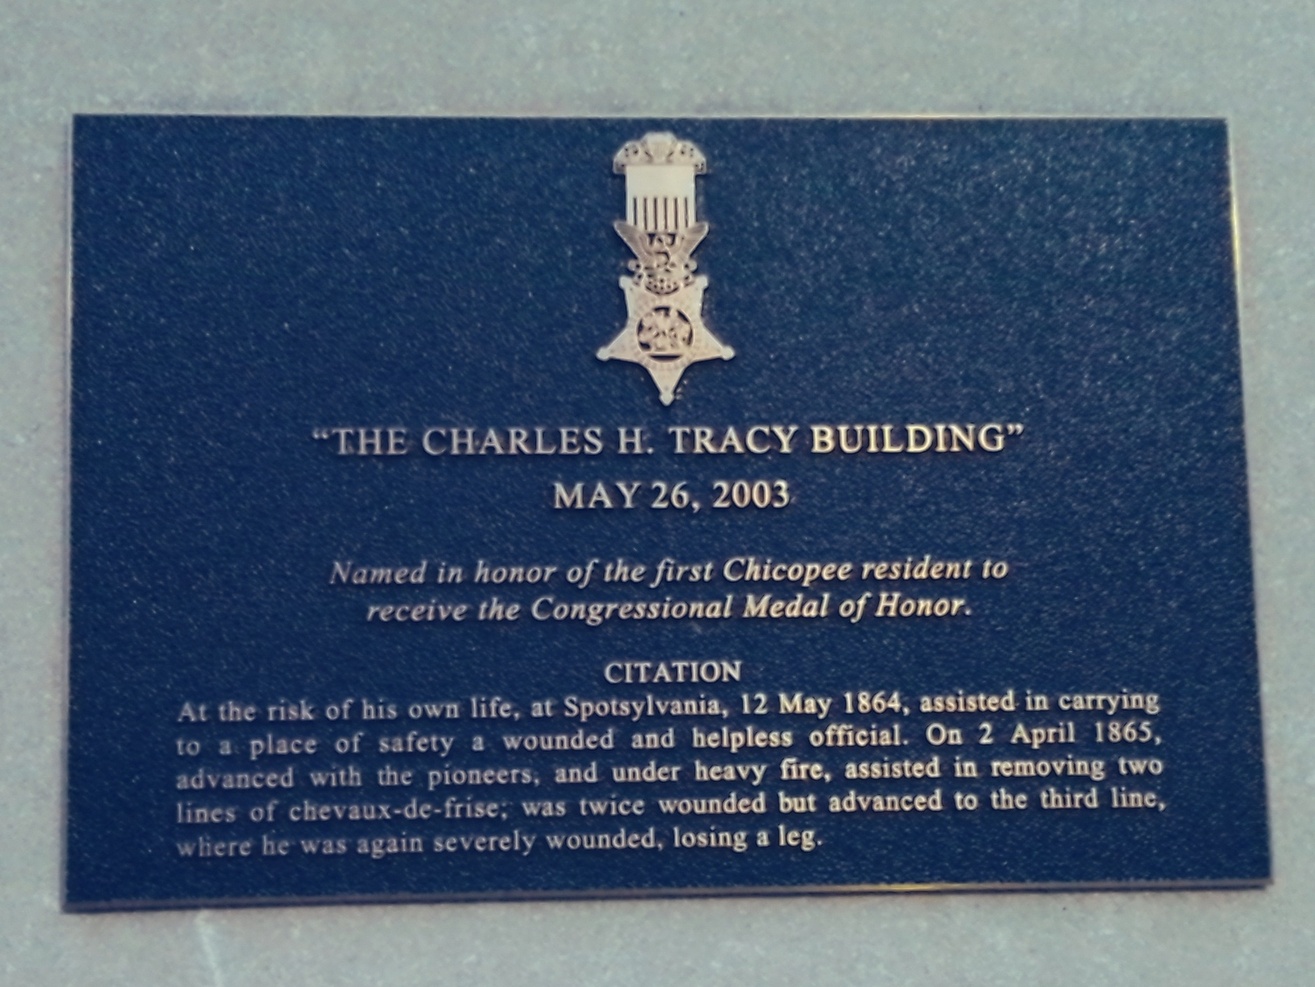 “THE CHARLES H. TRACY BUILDING”
MAY 26, 2003
Named in honor of the first Chicopee resident to
receive the Congressional Medal of Honor.
CITATION
At the risk of his own life, at Spotsylvania, 12 May 1864, assisted in carrying
to a place of safety a wounded and helpless official. On 2 April 1865,
advanced with the pioneers, and under heavy fire, assisted in removing two
lines of chevaux-de-frise; was twice wounded but advanced to the third line,
where he was again severely wounded, losing a leg.